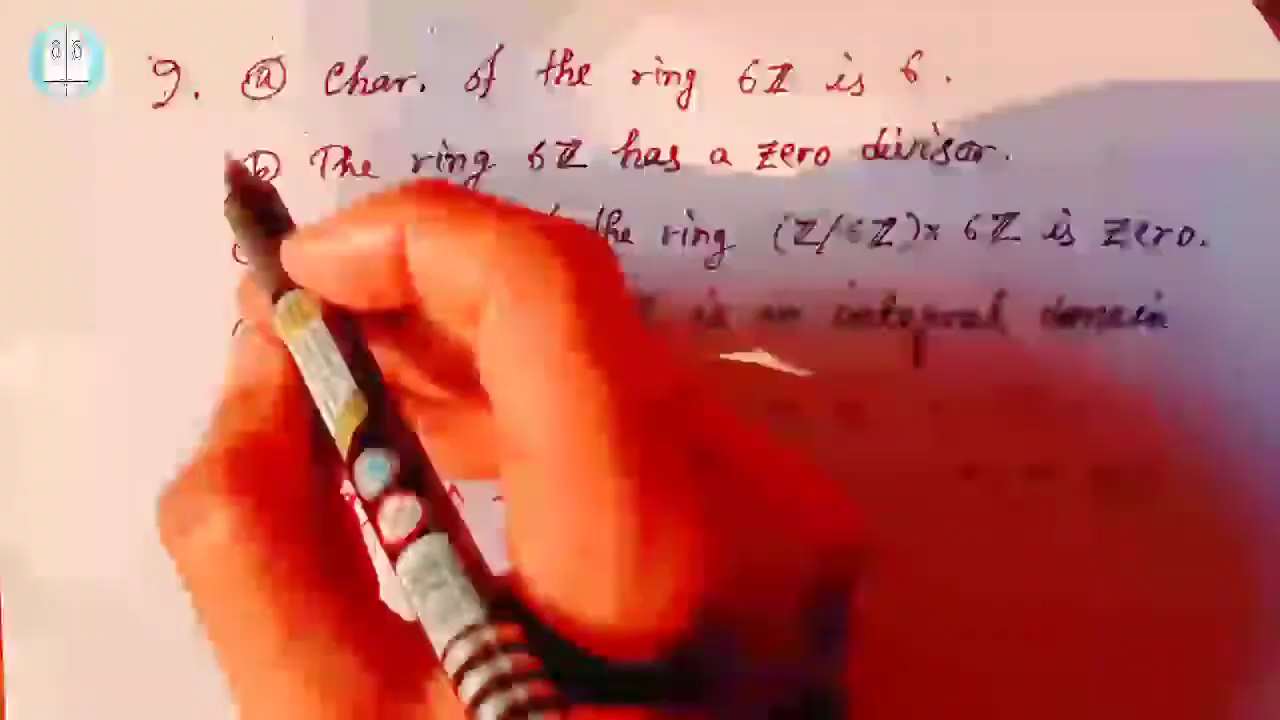 9. (a) Char. of the ring 6ℤ is 6.
(b) The ring 6ℤ has a zero divisor.
the ring (ℤ/6ℤ)× 6ℤ is zero.
is an integral domain